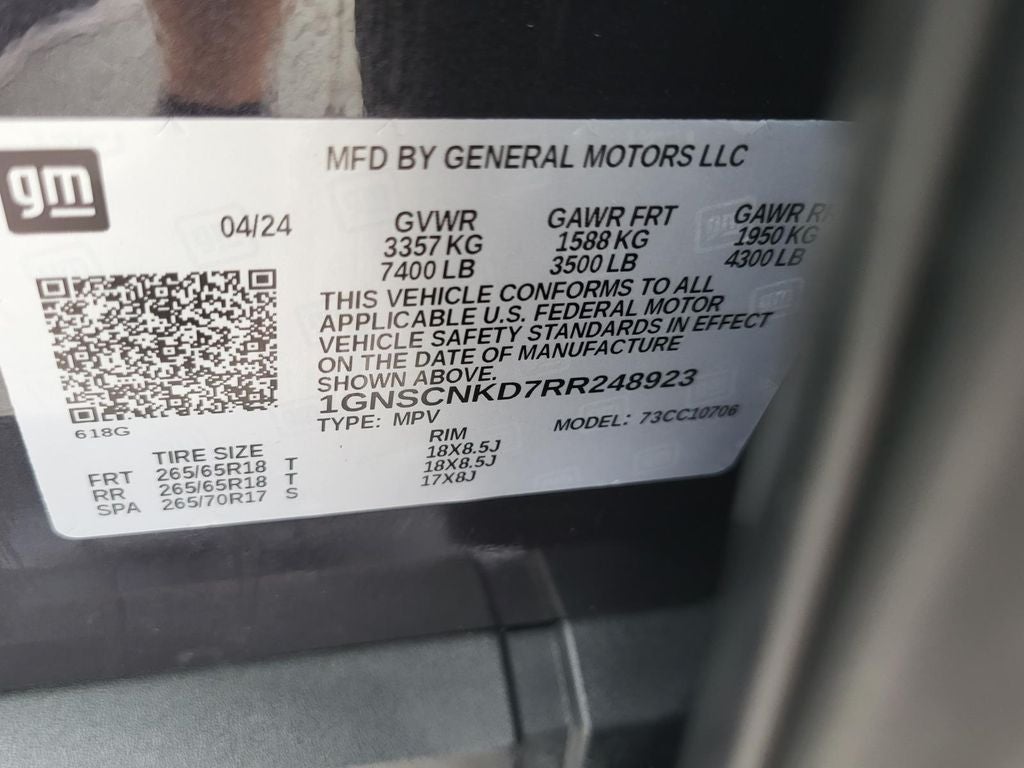 gm
MFD BY GENERAL MOTORS LLC
04/24
GVWR GAWR FRT GAWR
3357 KG 1588 KG 1950 KG
7400 LB 3500 LB 4300 LB
THIS VEHICLE CONFORMS TO ALL
APPLICABLE U.S. FEDERAL MOTOR
VEHICLE SAFETY STANDARDS IN EFFECT
ON THE DATE OF MANUFACTURE
SHOWN ABOVE.
1GNSCNKD7RR248923
TYPE: MPV MODEL: 73CC10706
618G
TIRE SIZE RIM
FRT 265/65R18 T 18X8.5J
RR 265/65R18 T 18X8.5J
SPA 265/70R17 S 17X8J